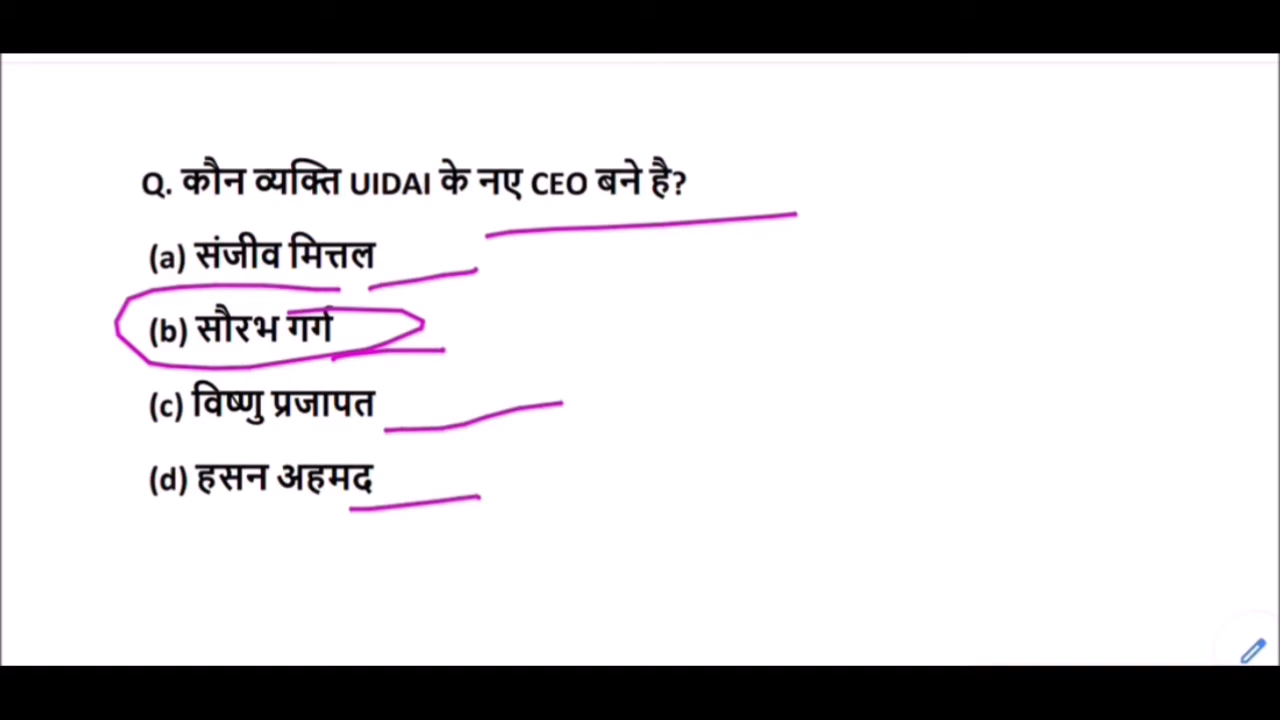 Q. कौन व्यक्ति UIDAI के नए CEO बने है?
(a) संजीव मित्तल
(b) सौरभ गर्ग
(c) विष्णु प्रजापत
(d) हसन अहमद